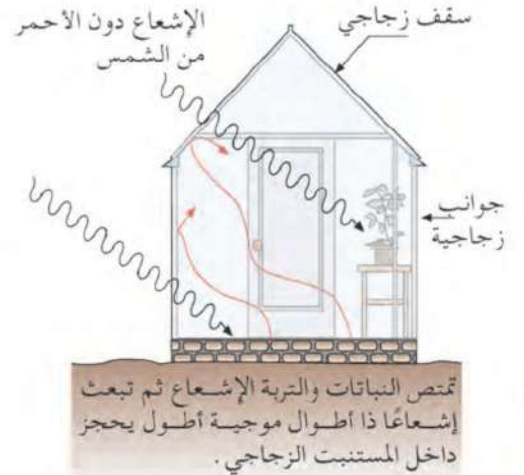 الإشعاع دون الأحمر
من الشمس
سقف زجاجي
جوانب
زجاجية
تمتص النباتات والتربة الإشعاع ثم تبعث
إشعاعًا ذا أطوال موجية أطول يحجز
داخل المستنبت الزجاجي .